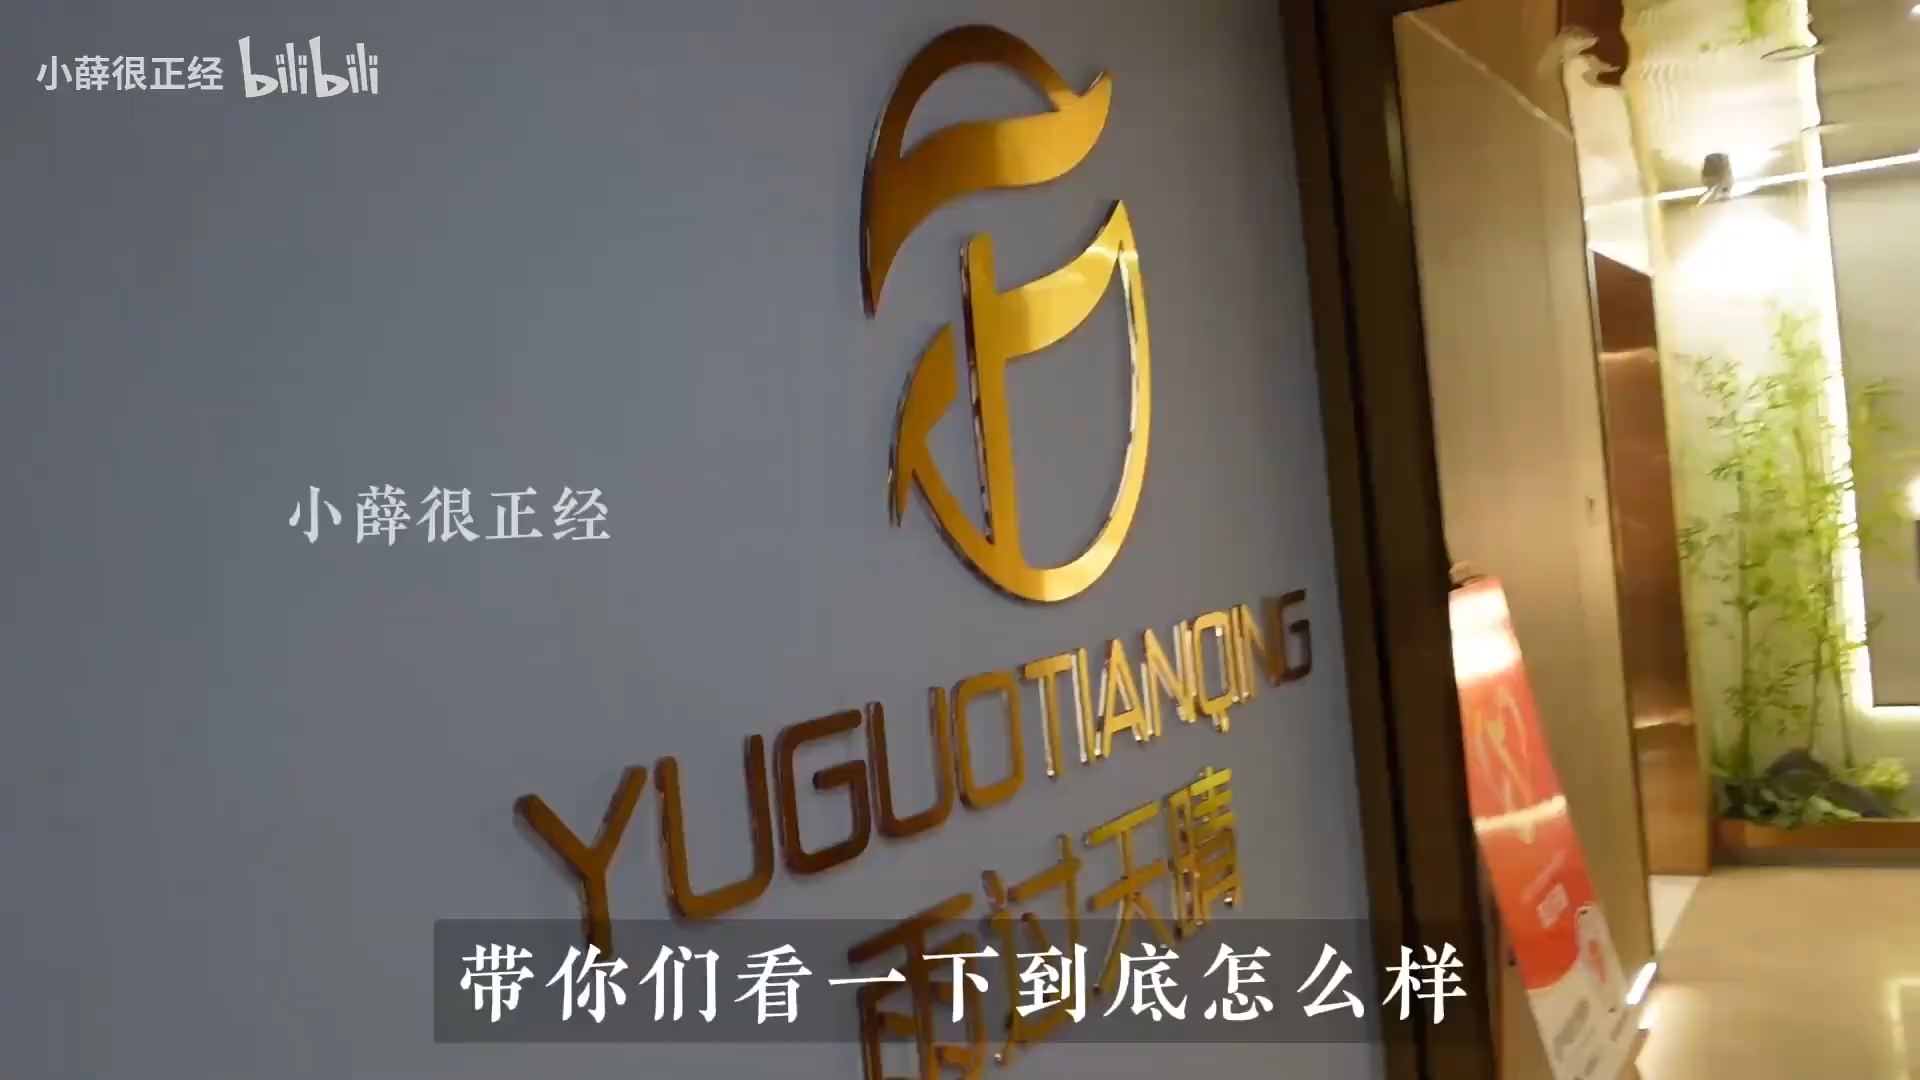 小薛很正经 bilibili
小薛很正经
YUGUOTIANQING
雨过天晴
带你们看一下到底怎么样